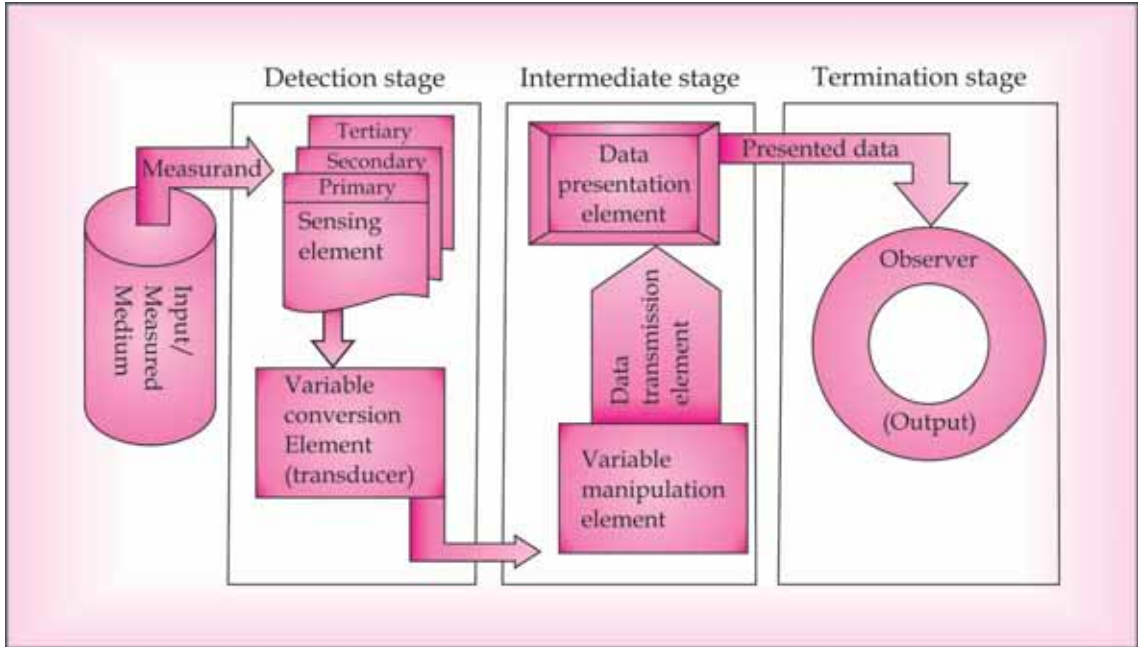 Detection stage
Intermediate stage
Termination stage
Measurand
Input/
Measured
Medium
Tertiary
Secondary
Primary
Sensing
element
Variable
conversion
Element
(transducer)
Data
presentation
element
Data
transmission
element
Variable
manipulation
element
Presented data
Observer
(Output)